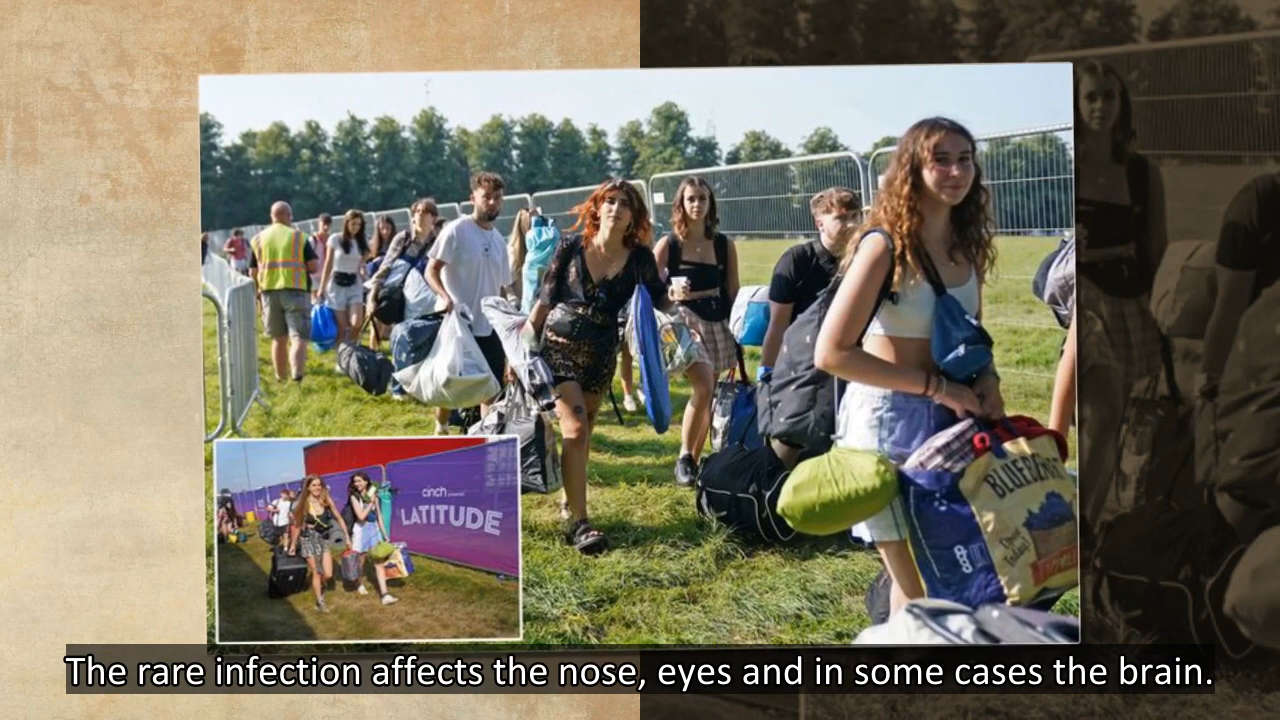 cinch
LATITUDE
BLUEBERRY
The rare infection affects the nose, eyes and in some cases the brain.